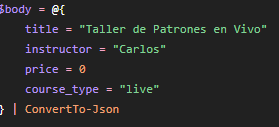 $body = @{
    title = "Taller de Patrones en Vivo"
    instructor = "Carlos"
    price = 0
    course_type = "live"
} | ConvertTo-Json